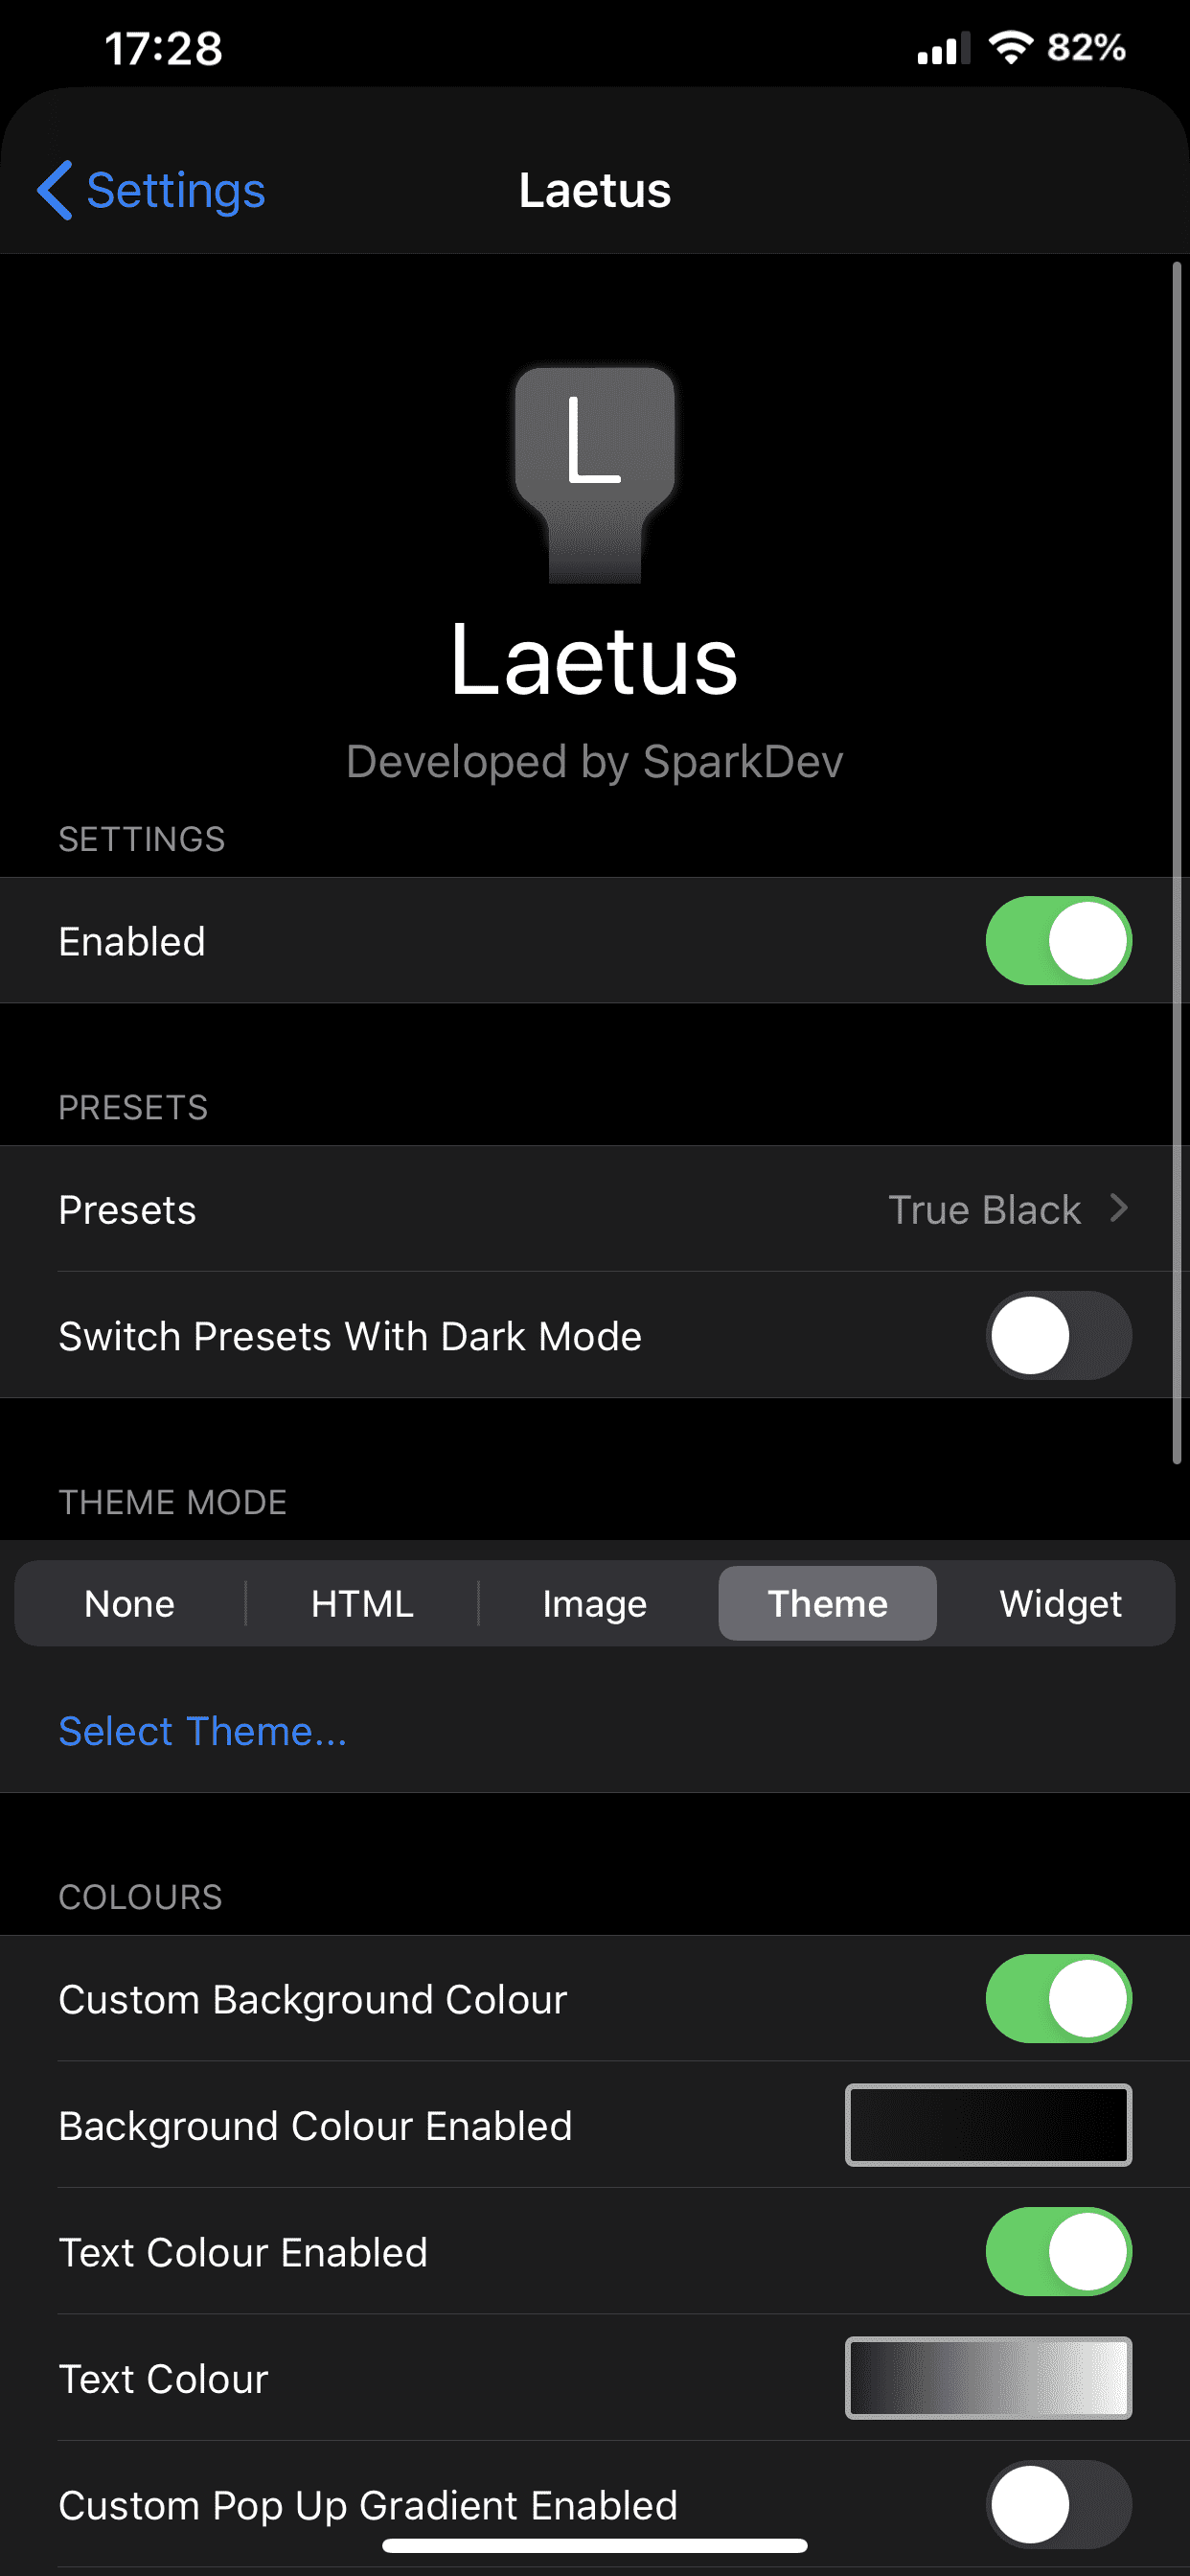 17:28
82%
Settings
Laetus
L
Laetus
Developed by SparkDev
SETTINGS
Enabled
PRESETS
Presets
True Black
Switch Presets With Dark Mode
THEME MODE
None
HTML
Image
Theme
Widget
Select Theme...
COLOURS
Custom Background Colour
Background Colour Enabled
Text Colour Enabled
Text Colour
Custom Pop Up Gradient Enabled